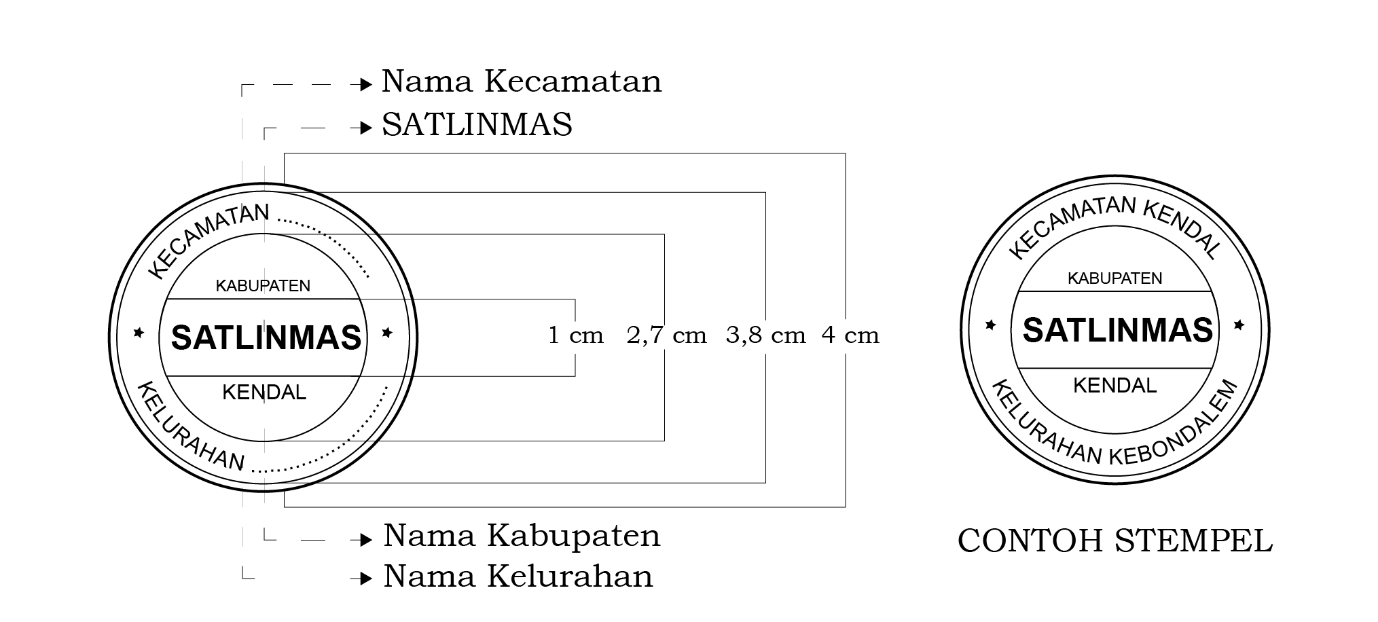 Nama Kecamatan
SATLINMAS
KECAMATAN ..............
KABUPATEN
SATLINMAS
KENDAL
KELURAHAN ..............
1 cm 2,7 cm 3,8 cm 4 cm
Nama Kabupaten
Nama Kelurahan
KECAMATAN KENDAL
KABUPATEN
SATLINMAS
KENDAL
KELURAHAN KEBONDALEM
CONTOH STEMPEL